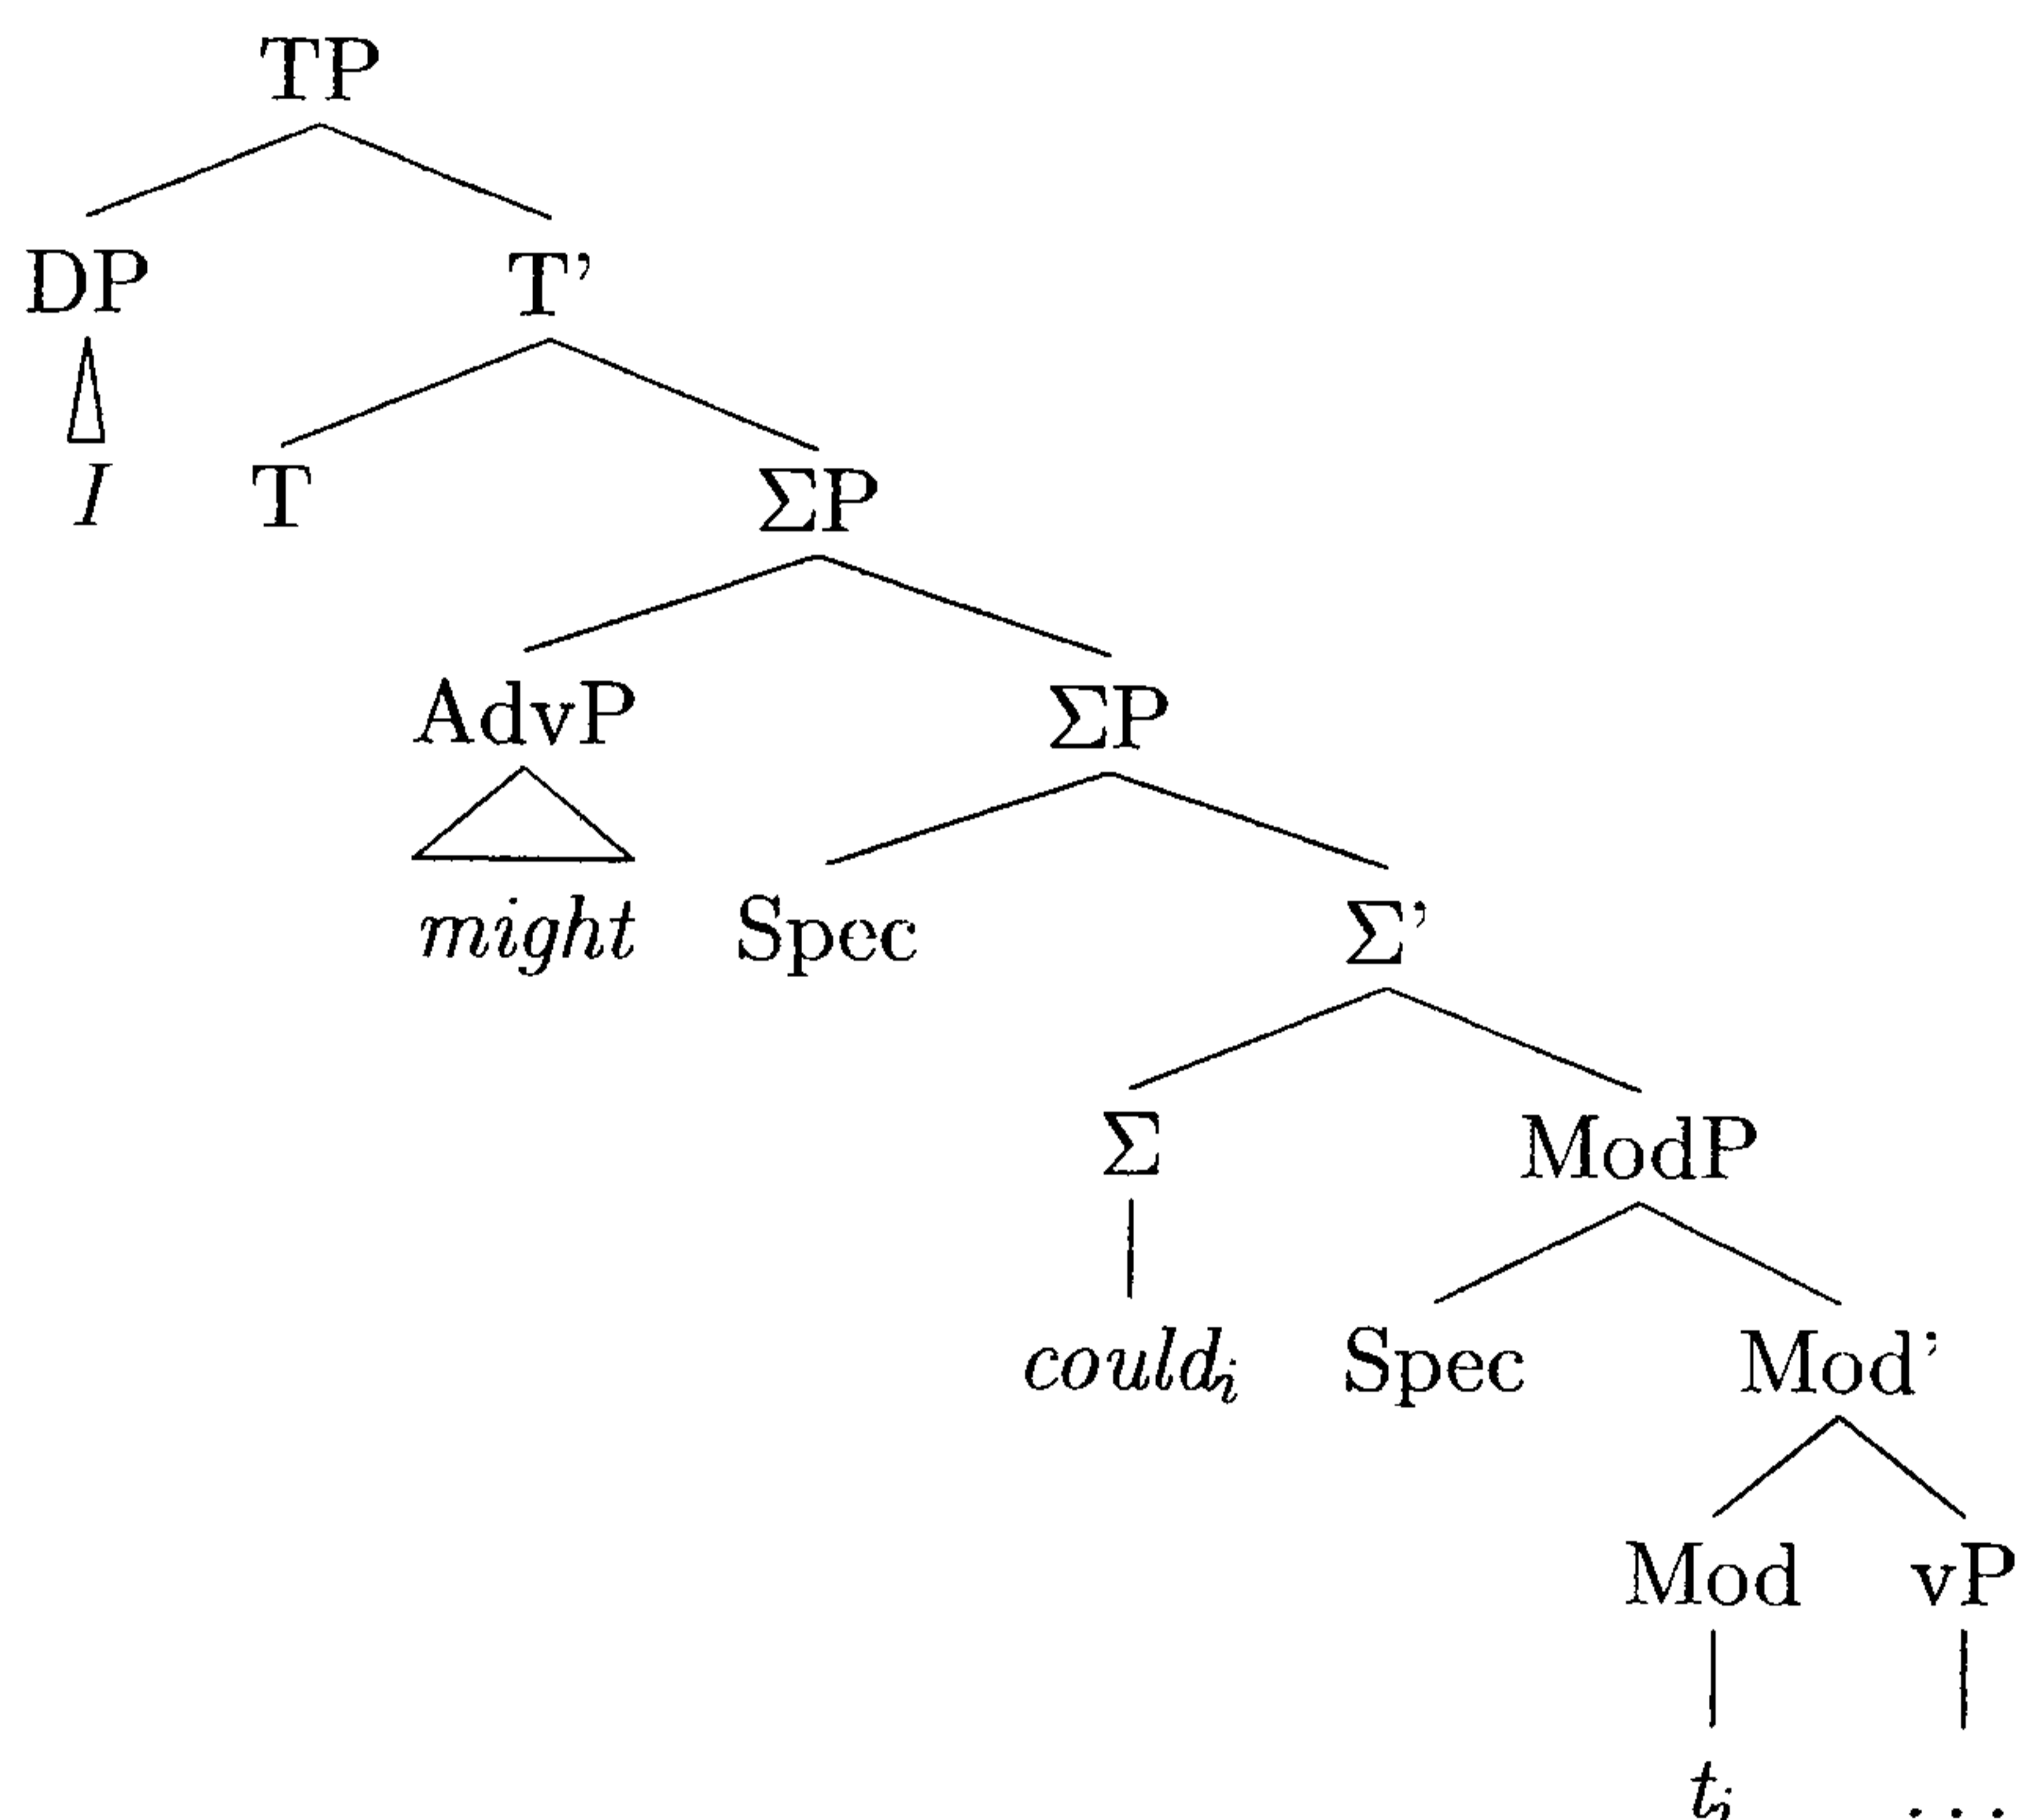 TP
DP T’
I T ΣP
AdvP ΣP
might Spec Σ’
Σ ModP
could_i Spec Mod’
Mod vP
t_i ...